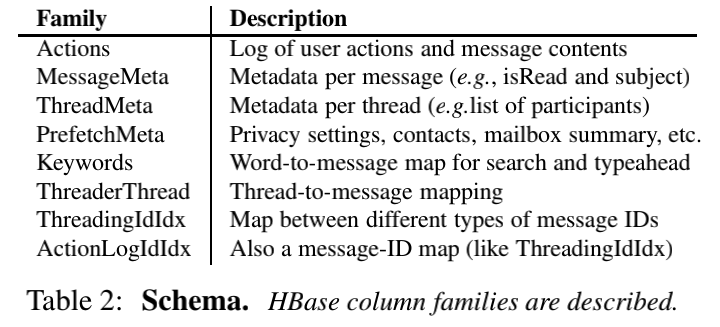 Family Description
Actions Log of user actions and message contents
MessageMeta Metadata per message (e.g., isRead and subject)
ThreadMeta Metadata per thread (e.g.list of participants)
PrefetchMeta Privacy settings, contacts, mailbox summary, etc.
Keywords Word-to-message map for search and typeahead
ThreaderThread Thread-to-message mapping
ThreadingIdIdx Map between different types of message IDs
ActionLogIdIdx Also a message-ID map (like ThreadingIdIdx)
Table 2: Schema. HBase column families are described.